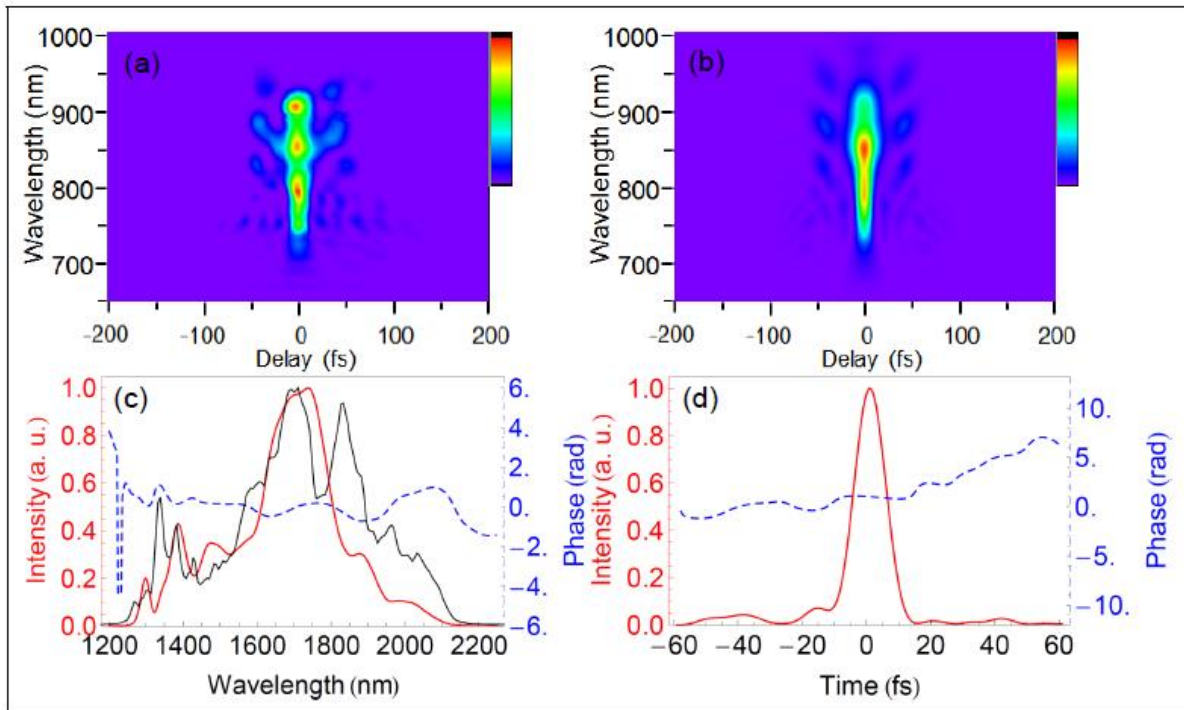 (a)
Wavelength (nm)
1000
900
800
700
-200
-100
0
100
200
Delay (fs)
(b)
Wavelength (nm)
1000
900
800
700
-200
-100
0
100
200
Delay (fs)
(c)
Intensity (a. u.)
1.0
0.8
0.6
0.4
0.2
0.0
6.
4.
2.
0.
-2.
-4.
-6.
Phase (rad)
1200 1400 1600 1800 2000 2200
Wavelength (nm)
(d)
Intensity (a. u.)
1.0
0.8
0.6
0.4
0.2
0.0
10.
5.
0.
-5.
-10.
Phase (rad)
-60 -40 -20 0 20 40 60
Time (fs)